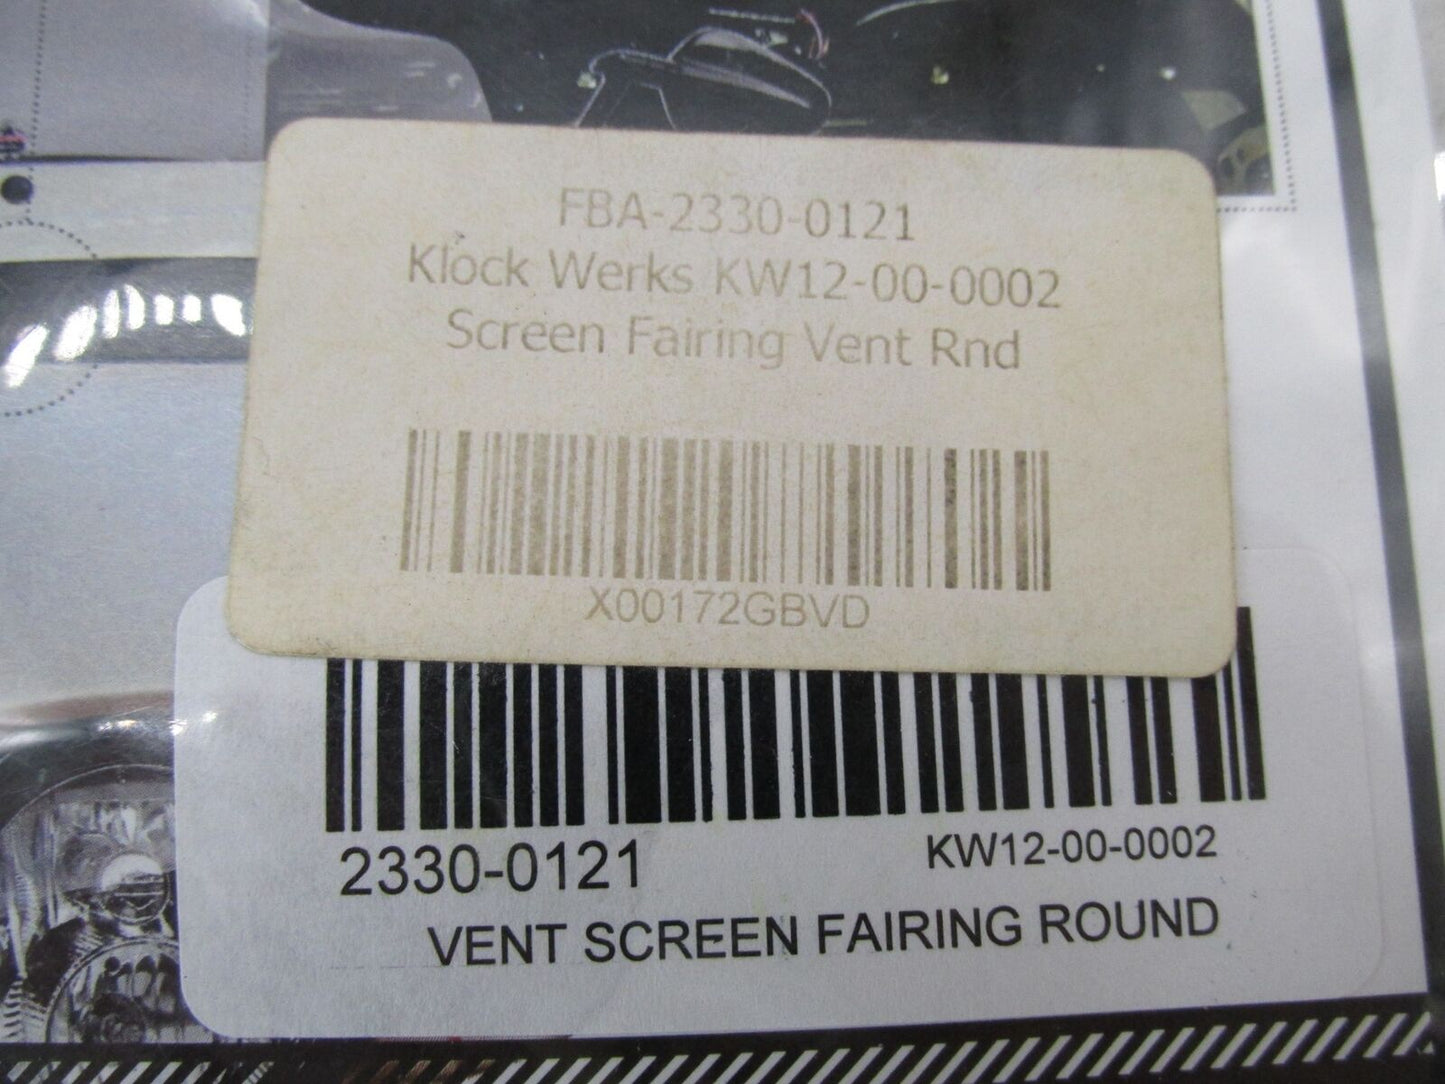 FBA-2330-0121
Klock Werks KW12-00-0002
Screen Fairing Vent Rnd
X00172GBVD
2330-0121
KW12-00-0002
VENT SCREEN FAIRING ROUND